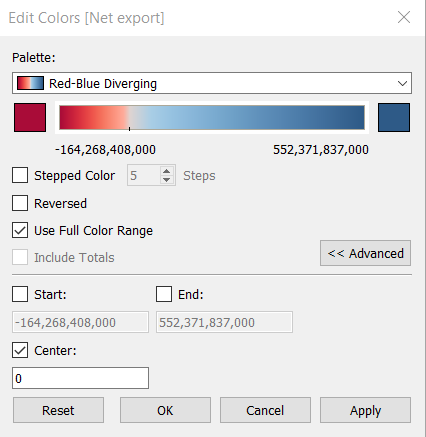 Edit Colors [Net export]
Palette:
Red-Blue Diverging
-164,268,408,000 552,371,837,000
Stepped Color 5 Steps
Reversed
Use Full Color Range
Include Totals << Advanced
Start: End:
-164,268,408,000 552,371,837,000
Center:
0
Reset OK Cancel Apply